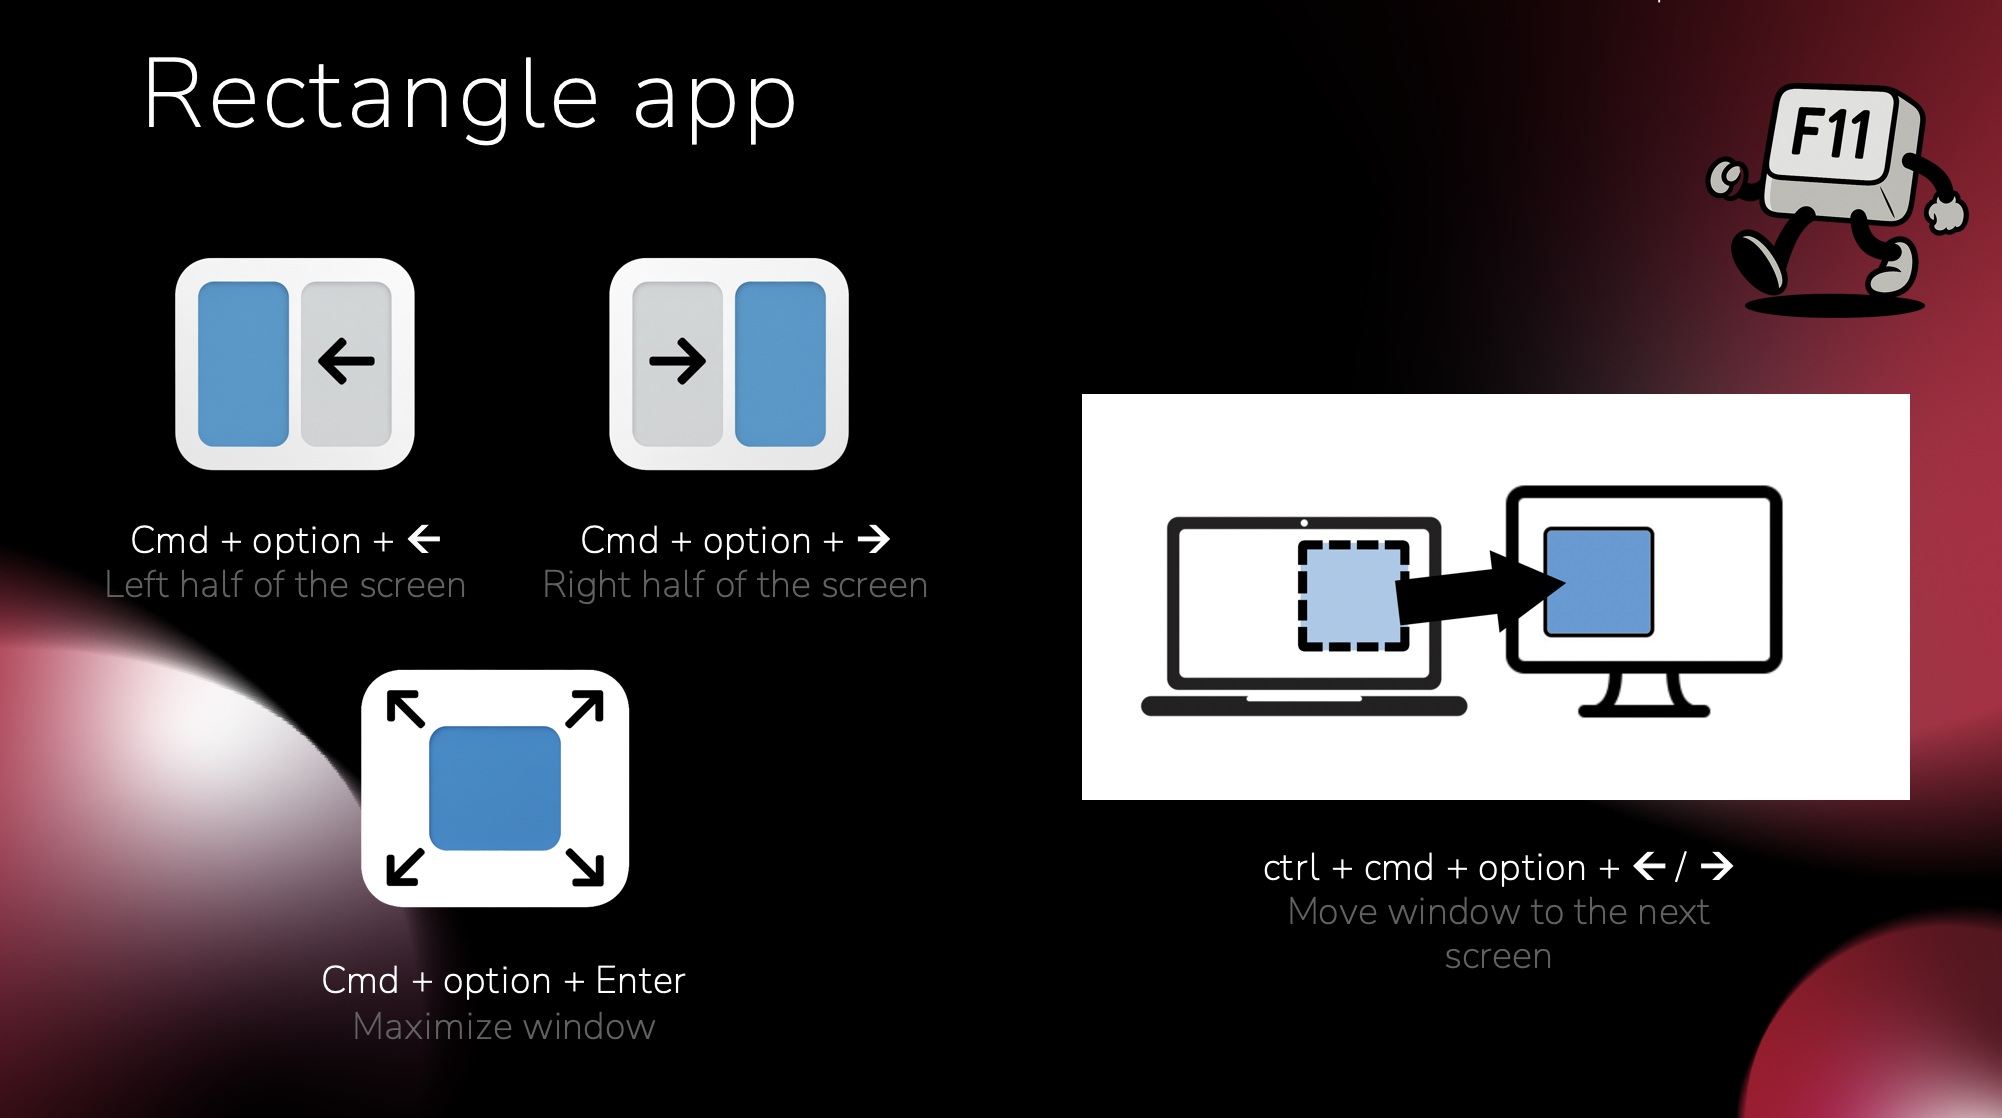 Rectangle app
F11
Cmd + option + ←
Left half of the screen
Cmd + option + →
Right half of the screen
Cmd + option + Enter
Maximize window
ctrl + cmd + option + ← / →
Move window to the next
screen